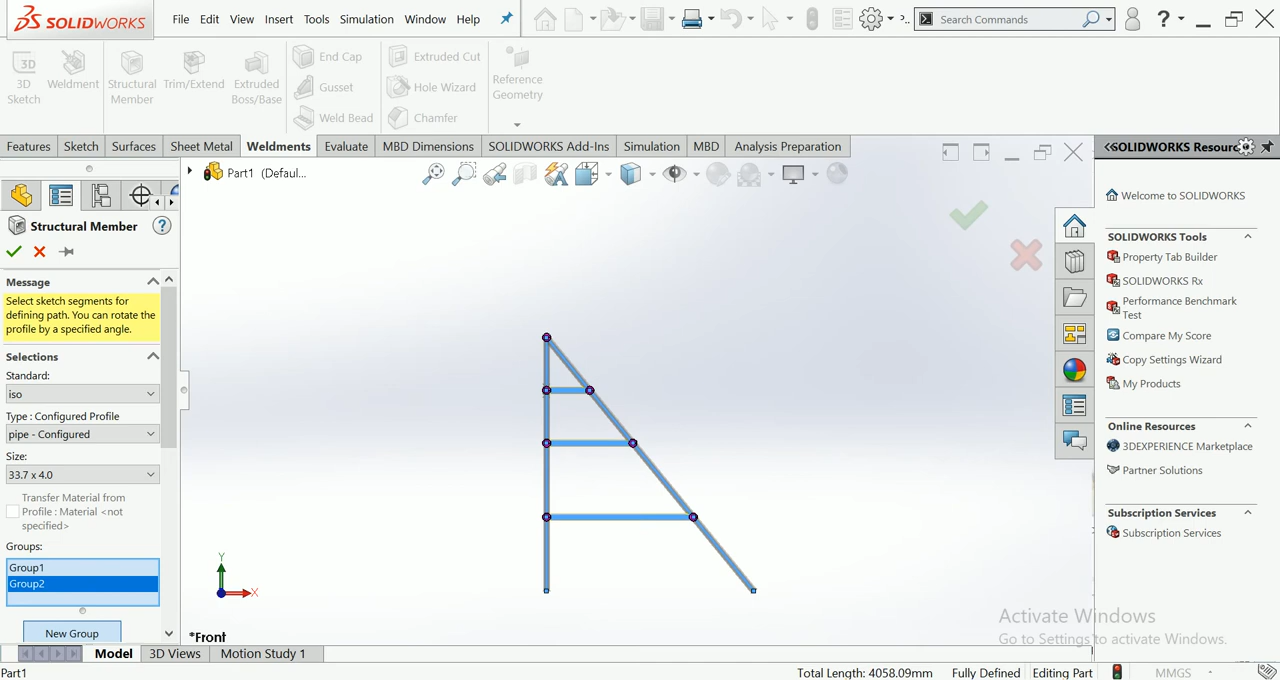 SOLIDWORKS
File Edit View Insert Tools Simulation Window Help
Search Commands
3D Sketch
Weldment
Structural Member
Trim/Extend
Extruded Boss/Base
End Cap
Gusset
Weld Bead
Extruded Cut
Hole Wizard
Chamfer
Reference Geometry
Features Sketch Surfaces Sheet Metal Weldments Evaluate MBD Dimensions SOLIDWORKS Add-Ins Simulation MBD Analysis Preparation
Part1 (Defaul...
Structural Member
Message
Select sketch segments for
defining path. You can rotate the
profile by a specified angle.
Selections
Standard:
iso
Type : Configured Profile
pipe - Configured
Size:
33.7 x 4.0
Transfer Material from
Profile : Material <not
specified>
Groups:
Group1
Group2
New Group
Y
X
*Front
«SOLIDWORKS Resourc
Welcome to SOLIDWORKS
SOLIDWORKS Tools
Property Tab Builder
SOLIDWORKS Rx
Performance Benchmark
Test
Compare My Score
Copy Settings Wizard
My Products
Online Resources
3DEXPERIENCE Marketplace
Partner Solutions
Subscription Services
Subscription Services
Activate Windows
Go to Settings to activate Windows.
Model 3D Views Motion Study 1
Part1
Total Length: 4058.09mm Fully Defined Editing Part MMGS